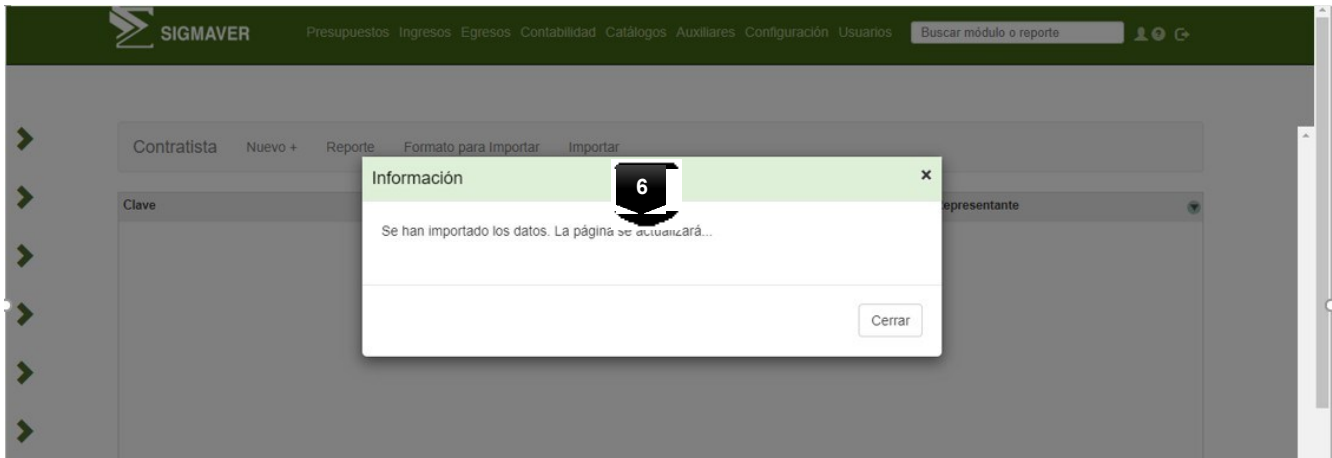 SIGMAVER
Presupuestos Ingresos Egresos Contabilidad Catálogos Auxiliares Configuración Usuarios Buscar módulo o reporte
Contratista Nuevo + Reporte Formato para Importar Importar
Información 6 ×
Clave epresentante
Se han importado los datos. La página se actualizará...
Cerrar